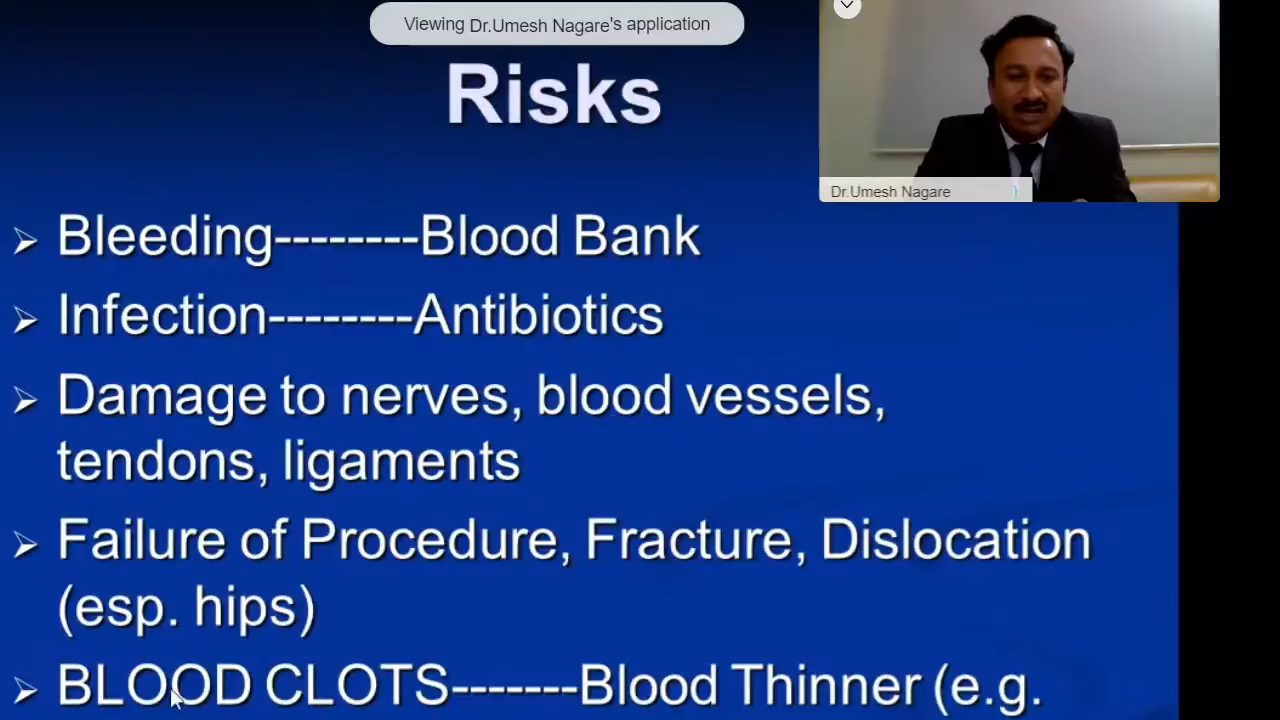 Viewing Dr.Umesh Nagare's application
Risks
Dr.Umesh Nagare
Bleeding--------Blood Bank
Infection--------Antibiotics
Damage to nerves, blood vessels,
tendons, ligaments
Failure of Procedure, Fracture, Dislocation
(esp. hips)
BLOOD CLOTS-------Blood Thinner (e.g.